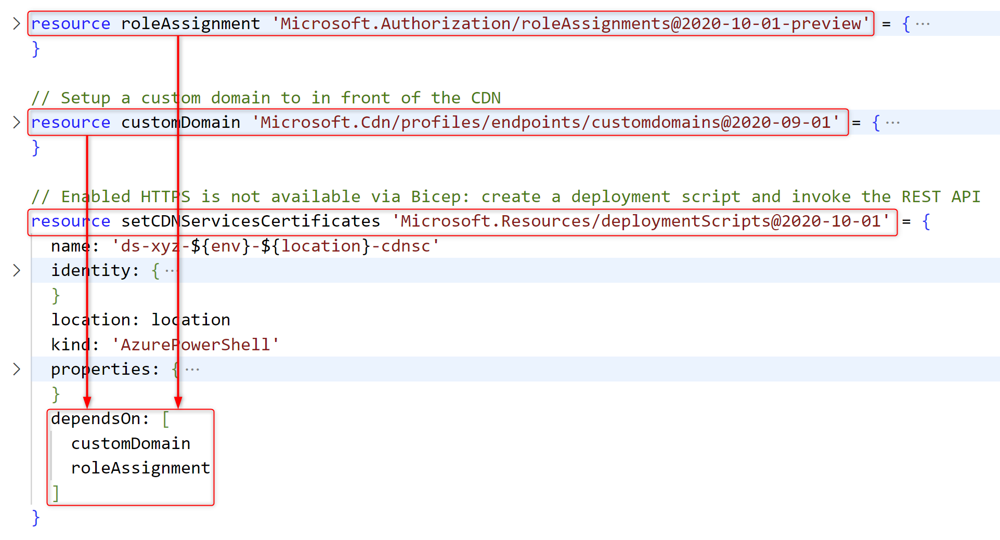 resource roleAssignment 'Microsoft.Authorization/roleAssignments@2020-10-01-preview' = { ···
}
// Setup a custom domain to in front of the CDN
resource customDomain 'Microsoft.Cdn/profiles/endpoints/customdomains@2020-09-01' = { ···
}
// Enabled HTTPS is not available via Bicep: create a deployment script and invoke the REST API
resource setCDNServicesCertificates 'Microsoft.Resources/deploymentScripts@2020-10-01' = {
name: 'ds-xyz-${env}-${location}-cdnsc'
identity: { ···
}
location: location
kind: 'AzurePowerShell'
properties: { ···
}
dependsOn: [
customDomain
roleAssignment
]
}